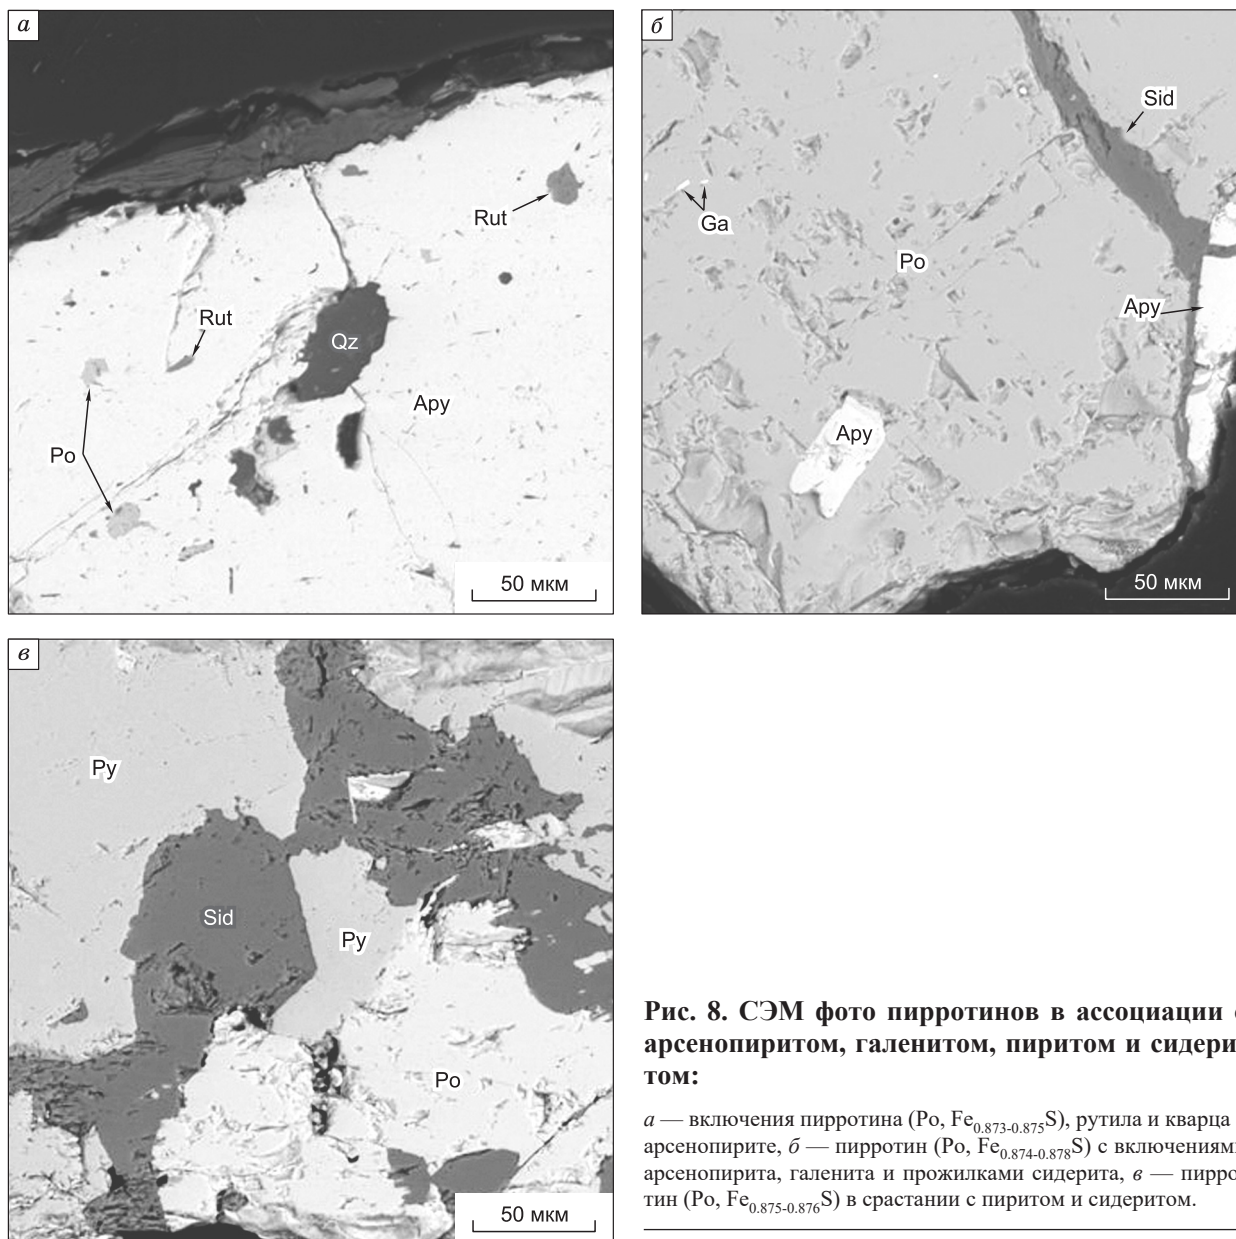 а
Rut
Rut
Qz
Apy
Po
50 мкм
б
Sid
Ga
Po
Apy
Apy
50 мкм
в
Py
Sid
Py
Po
50 мкм
Рис. 8. СЭМ фото пирротинов в ассоциации с
арсенопиритом, галенитом, пиритом и сидери-
том:
а — включения пирротина (Po, Fe0.873-0.875S), рутила и кварца
арсенопирите, б — пирротин (Po, Fe0.874-0.878S) с включениями
арсенопирита, галенита и прожилками сидерита, в — пирро-
тин (Po, Fe0.875-0.876S) в срастании с пиритом и сидеритом.